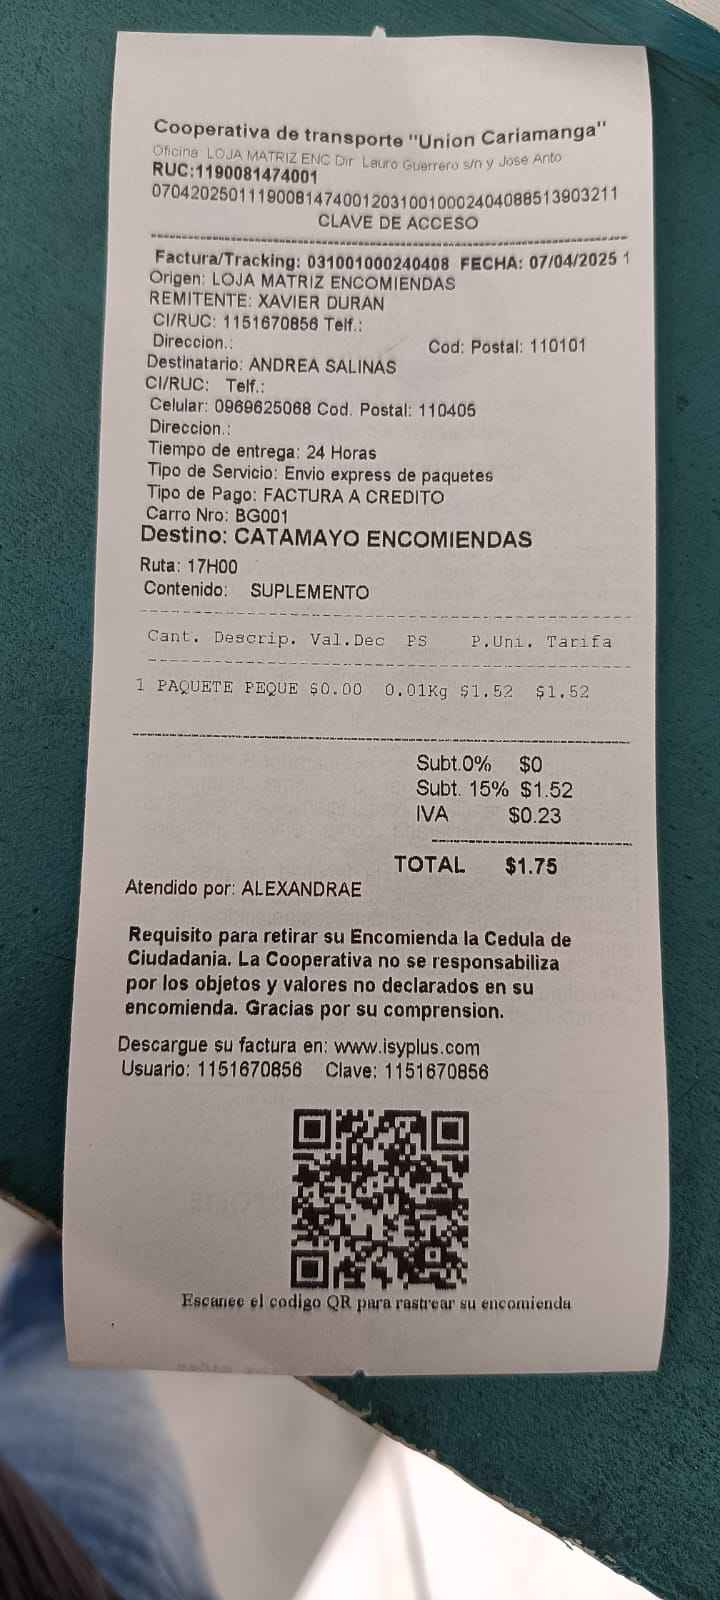 Cooperativa de transporte "Union Cariamanga"
Oficina: LOJA MATRIZ ENC Dir: Lauro Guerrero s/n y Jose Anto
RUC:1190081474001
0704202501119008147400120310010002404088513903211
CLAVE DE ACCESO
Factura/Tracking: 031001000240408 FECHA: 07/04/2025 1
Origen: LOJA MATRIZ ENCOMIENDAS
REMITENTE: XAVIER DURAN
CI/RUC: 1151670856 Telf.:
Direccion.: Cod: Postal: 110101
Destinatario: ANDREA SALINAS
CI/RUC: Telf.:
Celular: 0969625068 Cod. Postal: 110405
Direccion.:
Tiempo de entrega: 24 Horas
Tipo de Servicio: Envio express de paquetes
Tipo de Pago: FACTURA A CREDITO
Carro Nro: BG001
Destino: CATAMAYO ENCOMIENDAS
Ruta: 17H00
Contenido: SUPLEMENTO
Cant. Descrip. Val.Dec PS P.Uni. Tarifa
1 PAQUETE PEQUE $0.00 0.01Kg $1.52 $1.52
Subt.0% $0
Subt. 15% $1.52
IVA $0.23
TOTAL $1.75
Atendido por: ALEXANDRAE
Requisito para retirar su Encomienda la Cedula de
Ciudadania. La Cooperativa no se responsabiliza
por los objetos y valores no declarados en su
encomienda. Gracias por su comprension.
Descargue su factura en: www.isyplus.com
Usuario: 1151670856 Clave: 1151670856
Escanee el codigo QR para rastrear su encomienda